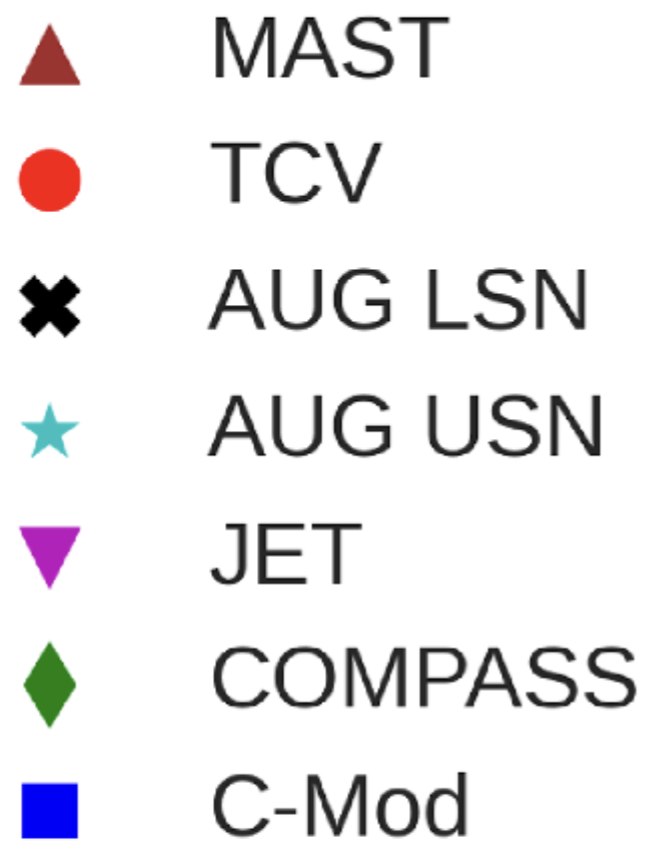 MAST
TCV
AUG LSN
AUG USN
JET
COMPASS
C-Mod